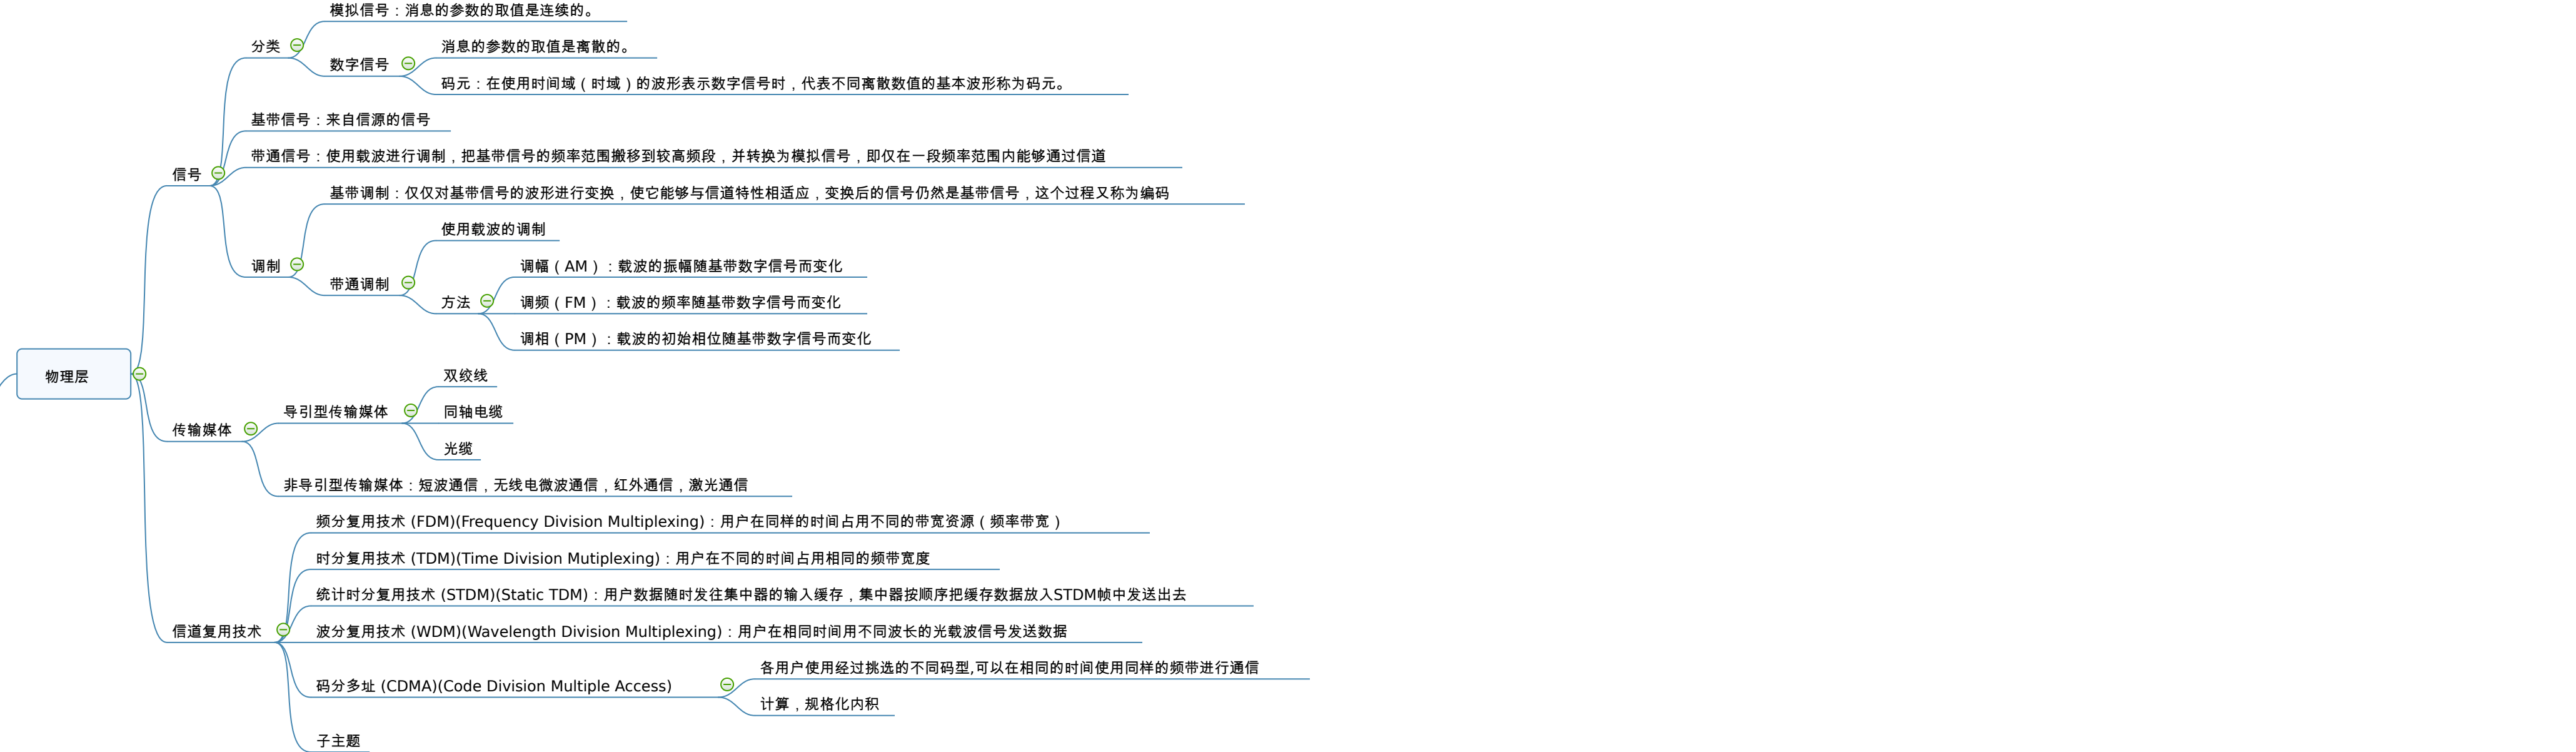 模拟信号：消息的参数的取值是连续的。
分类
消息的参数的取值是离散的。
数字信号
码元：在使用时间域（时域）的波形表示数字信号时，代表不同离散数值的基本波形称为码元。
基带信号：来自信源的信号
带通信号：使用载波进行调制，把基带信号的频率范围搬移到较高频段，并转换为模拟信号，即仅在一段频率范围内能够通过信道
信号
基带调制：仅仅对基带信号的波形进行变换，使它能够与信道特性相适应，变换后的信号仍然是基带信号，这个过程又称为编码
使用载波的调制
调制
调幅（AM）：载波的振幅随基带数字信号而变化
带通调制
方法
调频（FM）：载波的频率随基带数字信号而变化
调相（PM）：载波的初始相位随基带数字信号而变化
物理层
双绞线
导引型传输媒体
同轴电缆
传输媒体
光缆
非导引型传输媒体：短波通信，无线电微波通信，红外通信，激光通信
频分复用技术 (FDM)(Frequency Division Multiplexing)：用户在同样的时间占用不同的带宽资源（频率带宽）
时分复用技术 (TDM)(Time Division Mutiplexing)：用户在不同的时间占用相同的频带宽度
统计时分复用技术 (STDM)(Static TDM)：用户数据随时发往集中器的输入缓存，集中器按顺序把缓存数据放入STDM帧中发送出去
信道复用技术
波分复用技术 (WDM)(Wavelength Division Multiplexing)：用户在相同时间用不同波长的光载波信号发送数据
各用户使用经过挑选的不同码型,可以在相同的时间使用同样的频带进行通信
码分多址 (CDMA)(Code Division Multiple Access)
计算，规格化内积
子主题